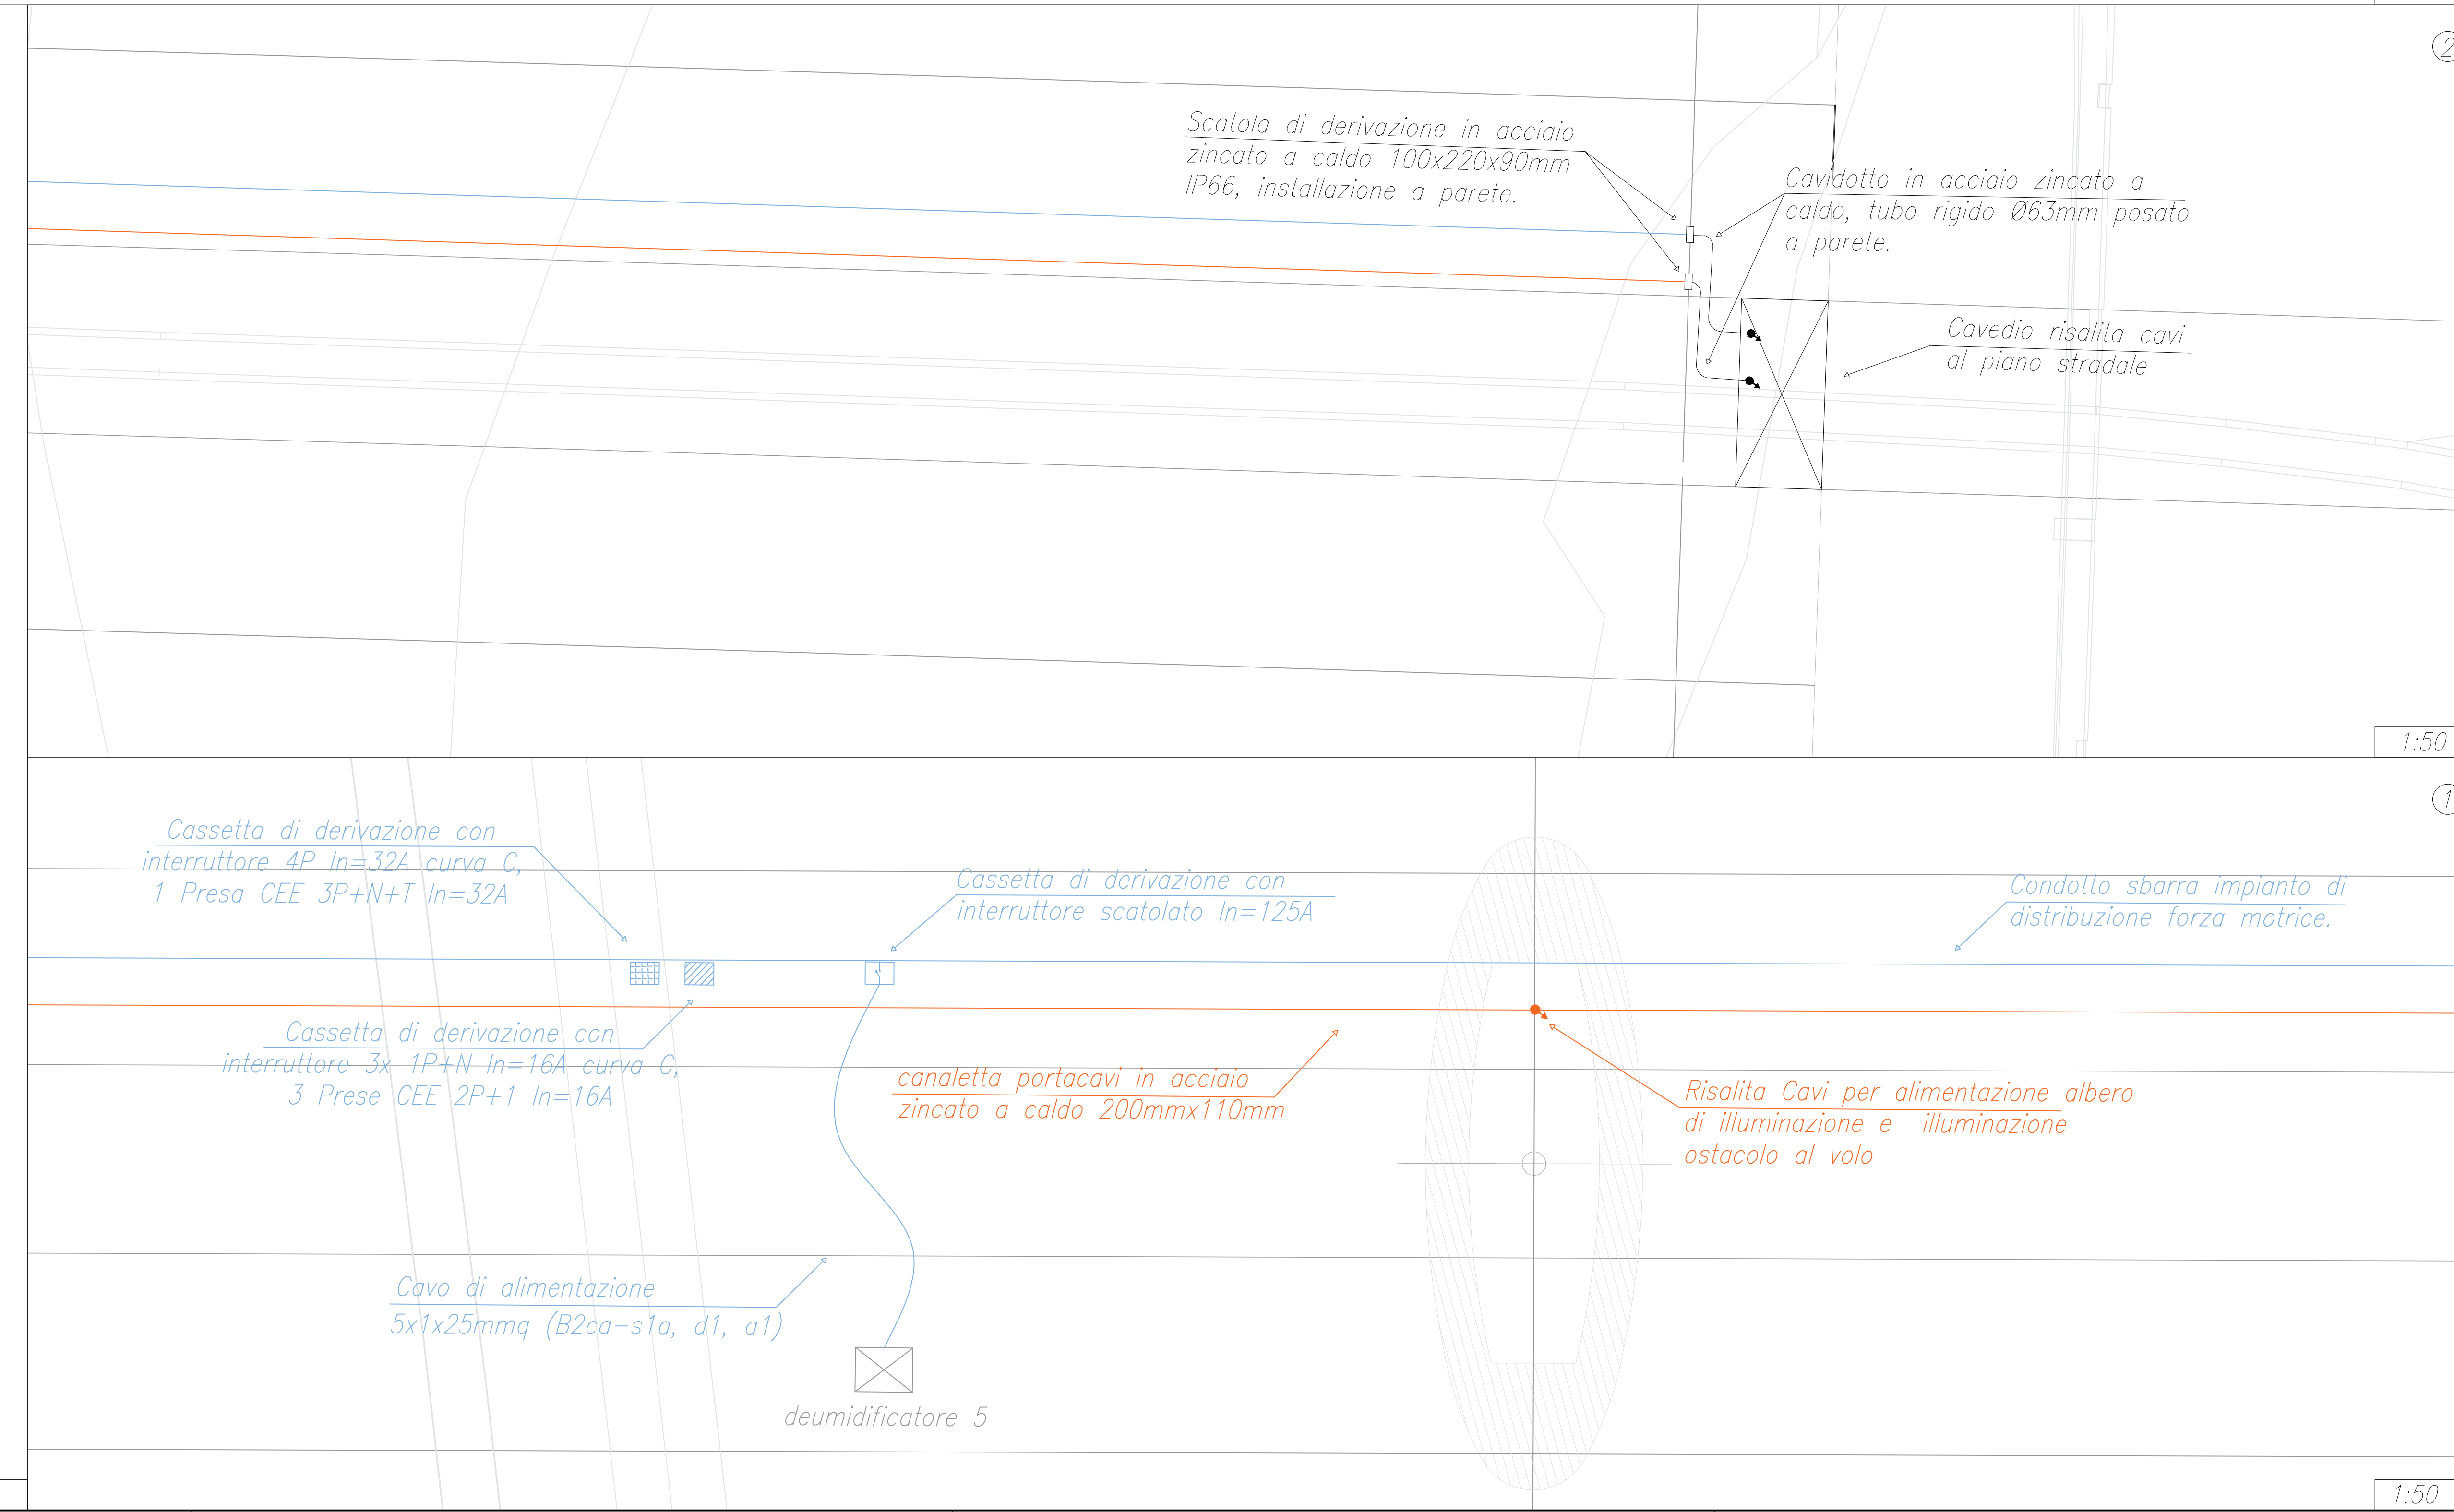 2
Scatola di derivazione in acciaio
zincato a caldo 100x220x90mm
IP66, installazione a parete.
Cavidotto in acciaio zincato a
caldo, tubo rigido Ø63mm posato
a parete.
Cavedio risalita cavi
al piano stradale
1:50
1
Cassetta di derivazione con
interruttore 4P In=32A curva C,
1 Presa CEE 3P+N+T In=32A
Cassetta di derivazione con
interruttore scatolato In=125A
Condotto sbarra impianto di
distribuzione forza motrice.
Cassetta di derivazione con
interruttore 3x 1P+N In=16A curva C,
3 Prese CEE 2P+1 In=16A
canaletta portacavi in acciaio
zincato a caldo 200mmx110mm
Risalita Cavi per alimentazione albero
di illuminazione e illuminazione
ostacolo al volo
Cavo di alimentazione
5x1x25mmq (B2ca-s1a, d1, a1)
deumidificatore 5
1:50